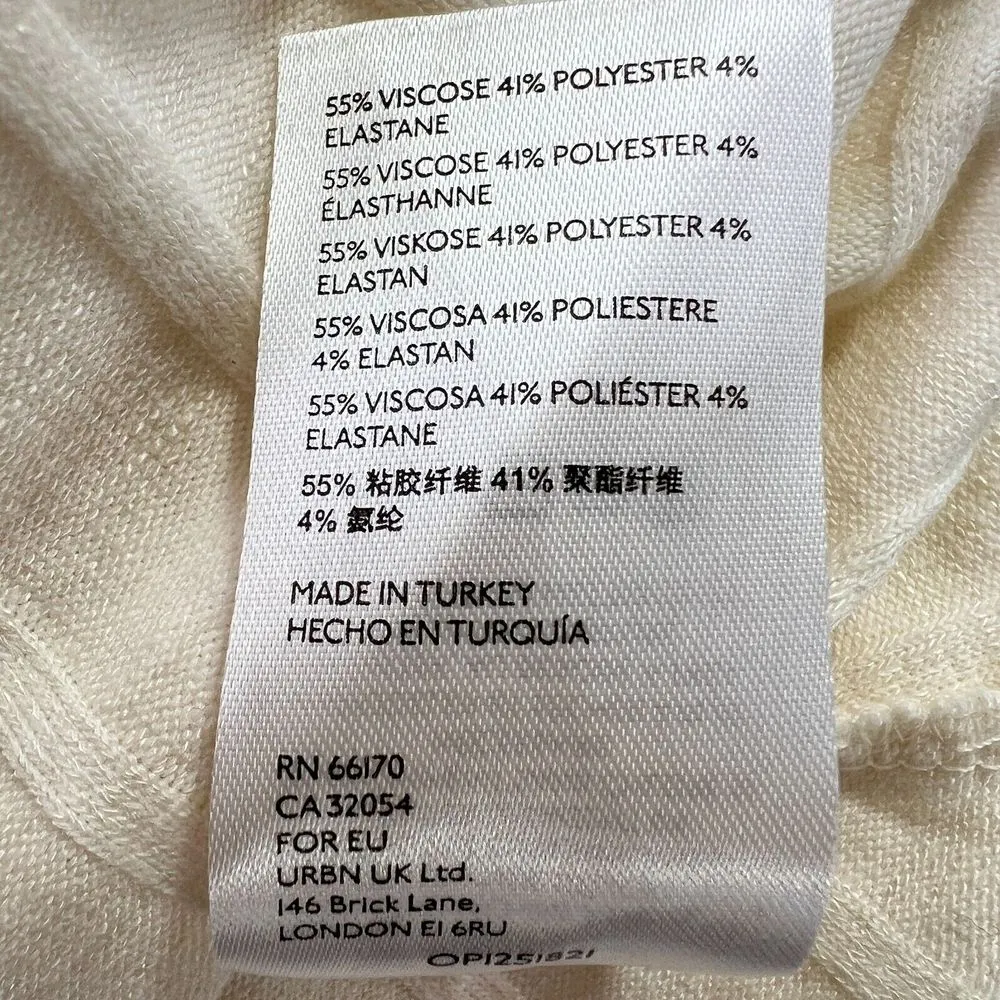 55% VISCOSE 41% POLYESTER 4%
ELASTANE
55% VISCOSE 41% POLYESTER 4%
ÉLASTHANNE
55% VISKOSE 41% POLYESTER 4%
ELASTAN
55% VISCOSA 41% POLIESTERE
4% ELASTAN
55% VISCOSA 41% POLIÉSTER 4%
ELASTANE
55% 粘胶纤维 41% 聚酯纤维
4% 氨纶
MADE IN TURKEY
HECHO EN TURQUÍA
RN 66170
CA 32054
FOR EU
URBN UK Ltd.
146 Brick Lane,
LONDON E1 6RU